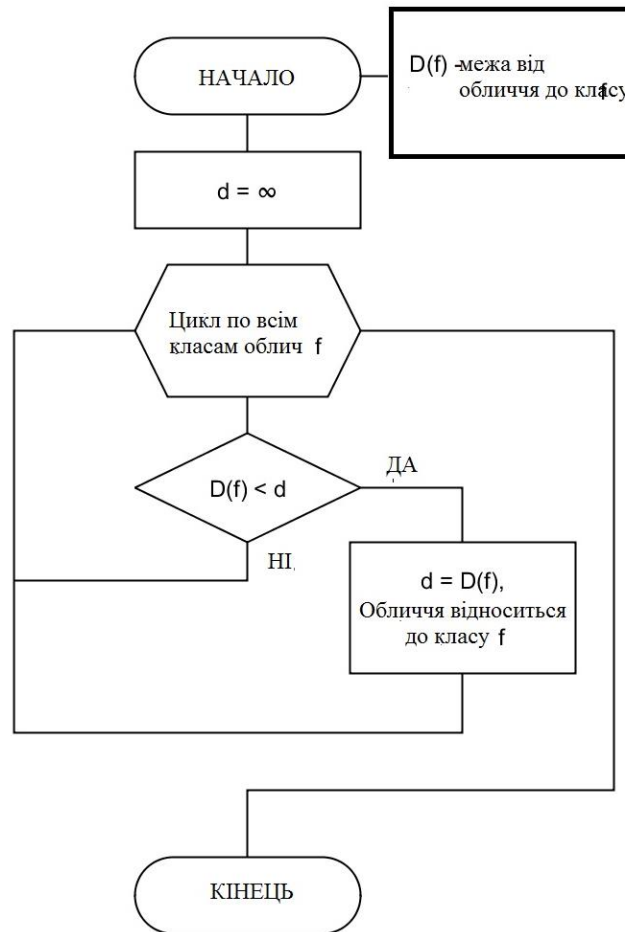 НАЧАЛО
D(f) -межа від
обличчя до класу f
d = ∞
Цикл по всім
класам облич f
D(f) < d
ДА
НІ
d = D(f),
Обличчя відноситься
до класу f
КІНЕЦЬ